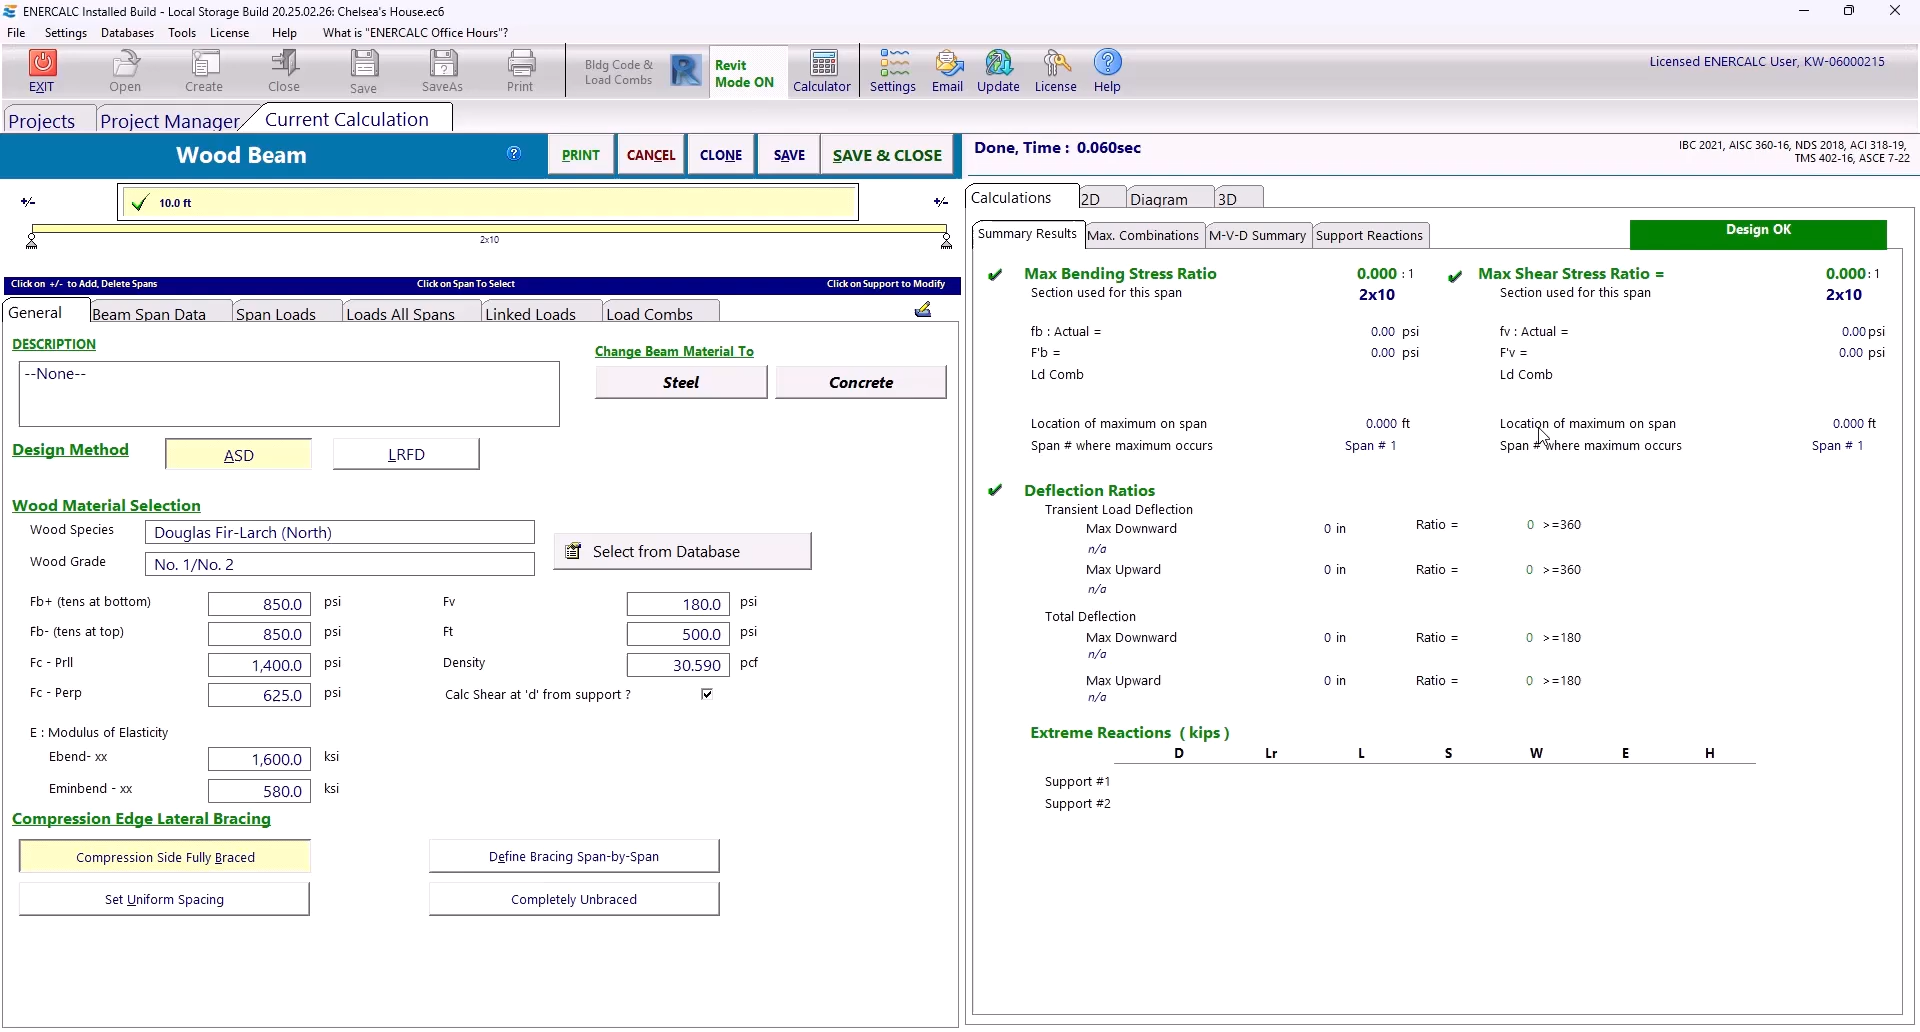 ENERCALC Installed Build - Local Storage Build 20.25.02.26: Chelsea's House.ec6
File Settings Databases Tools License Help What is "ENERCALC Office Hours"?
EXIT Open Create Close Save SaveAs Print Bldg Code & Load Combs Revit Mode ON Calculator Settings Email Update License Help Licensed ENERCALC User, KW-06000215
Projects Project Manager Current Calculation
Wood Beam PRINT CANCEL CLONE SAVE SAVE & CLOSE Done, Time : 0.060sec
IBC 2021, AISC 360-16, NDS 2018, ACI 318-19,
TMS 402-16, ASCE 7-22
+/- 10.0 ft +/-
2x10
Click on +/- to Add, Delete Spans Click on Span To Select Click on Support to Modify
General Beam Span Data Span Loads Loads All Spans Linked Loads Load Combs
DESCRIPTION
--None--
Change Beam Material To
Steel Concrete
Design Method ASD LRFD
Wood Material Selection
Wood Species Douglas Fir-Larch (North)
Wood Grade No. 1/No. 2
Select from Database
Fb+ (tens at bottom) 850.0 psi Fv 180.0 psi
Fb- (tens at top) 850.0 psi Ft 500.0 psi
Fc - Prll 1,400.0 psi Density 30.590 pcf
Fc - Perp 625.0 psi Calc Shear at 'd' from support ?
E : Modulus of Elasticity
Ebend- xx 1,600.0 ksi
Eminbend - xx 580.0 ksi
Compression Edge Lateral Bracing
Compression Side Fully Braced Define Bracing Span-by-Span
Set Uniform Spacing Completely Unbraced
Calculations 2D Diagram 3D
Summary Results Max. Combinations M-V-D Summary Support Reactions Design OK
Max Bending Stress Ratio 0.000 : 1 Max Shear Stress Ratio = 0.000 : 1
Section used for this span 2x10 Section used for this span 2x10
fb : Actual = 0.00 psi fv : Actual = 0.00 psi
F'b = 0.00 psi F'v = 0.00 psi
Ld Comb Ld Comb
Location of maximum on span 0.000 ft Location of maximum on span 0.000 ft
Span # where maximum occurs Span # 1 Span # where maximum occurs Span # 1
Deflection Ratios
Transient Load Deflection
Max Downward 0 in Ratio = 0 >=360
n/a
Max Upward 0 in Ratio = 0 >=360
n/a
Total Deflection
Max Downward 0 in Ratio = 0 >=180
n/a
Max Upward 0 in Ratio = 0 >=180
n/a
Extreme Reactions ( kips )
D Lr L S W E H
Support #1
Support #2